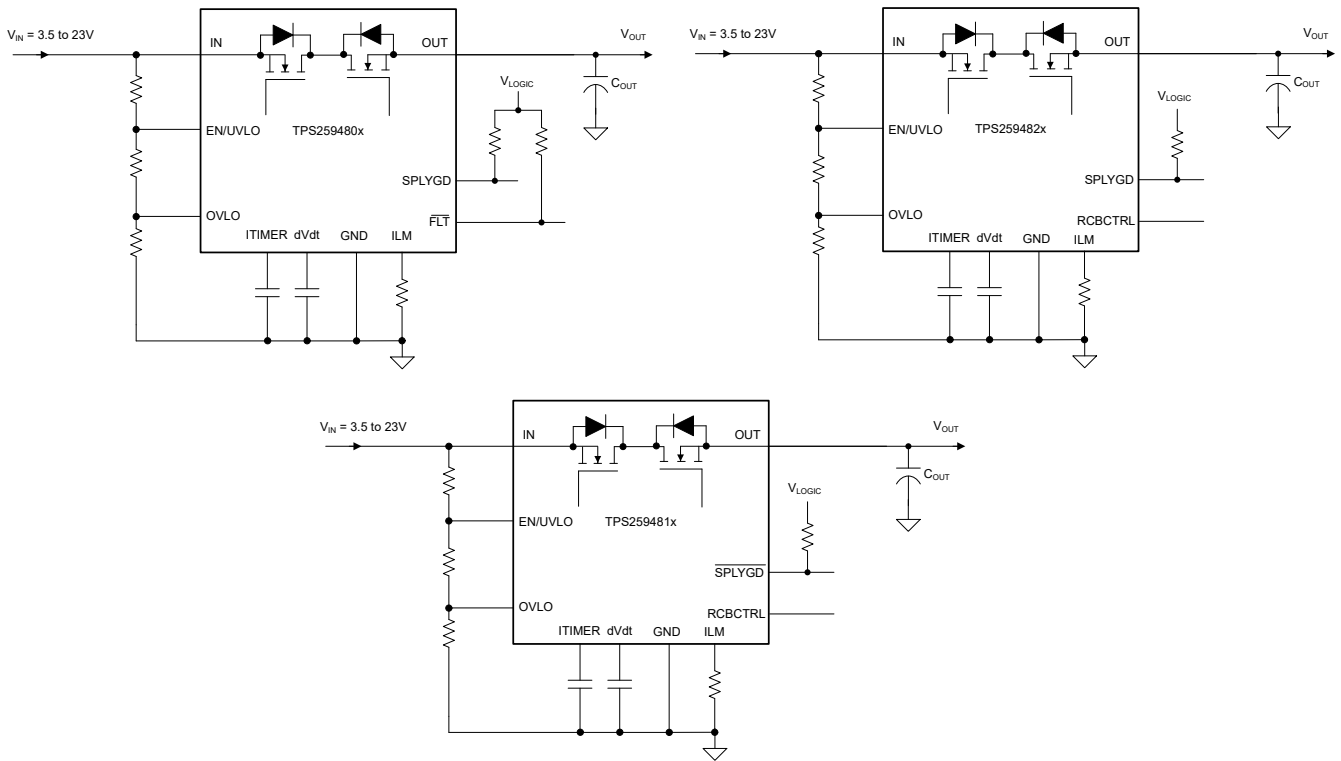 V_IN = 3.5 to 23V
IN
OUT
V_OUT
C_OUT
V_LOGIC
EN/UVLO
TPS259480x
SPLYGD
OVLO
FLT
ITIMER dVdt GND ILM
V_IN = 3.5 to 23V
IN
OUT
V_OUT
C_OUT
V_LOGIC
EN/UVLO
TPS259482x
SPLYGD
OVLO
RCBCTRL
ITIMER dVdt GND ILM
V_IN = 3.5 to 23V
IN
OUT
V_OUT
C_OUT
V_LOGIC
EN/UVLO
TPS259481x
SPLYGD
OVLO
RCBCTRL
ITIMER dVdt GND ILM